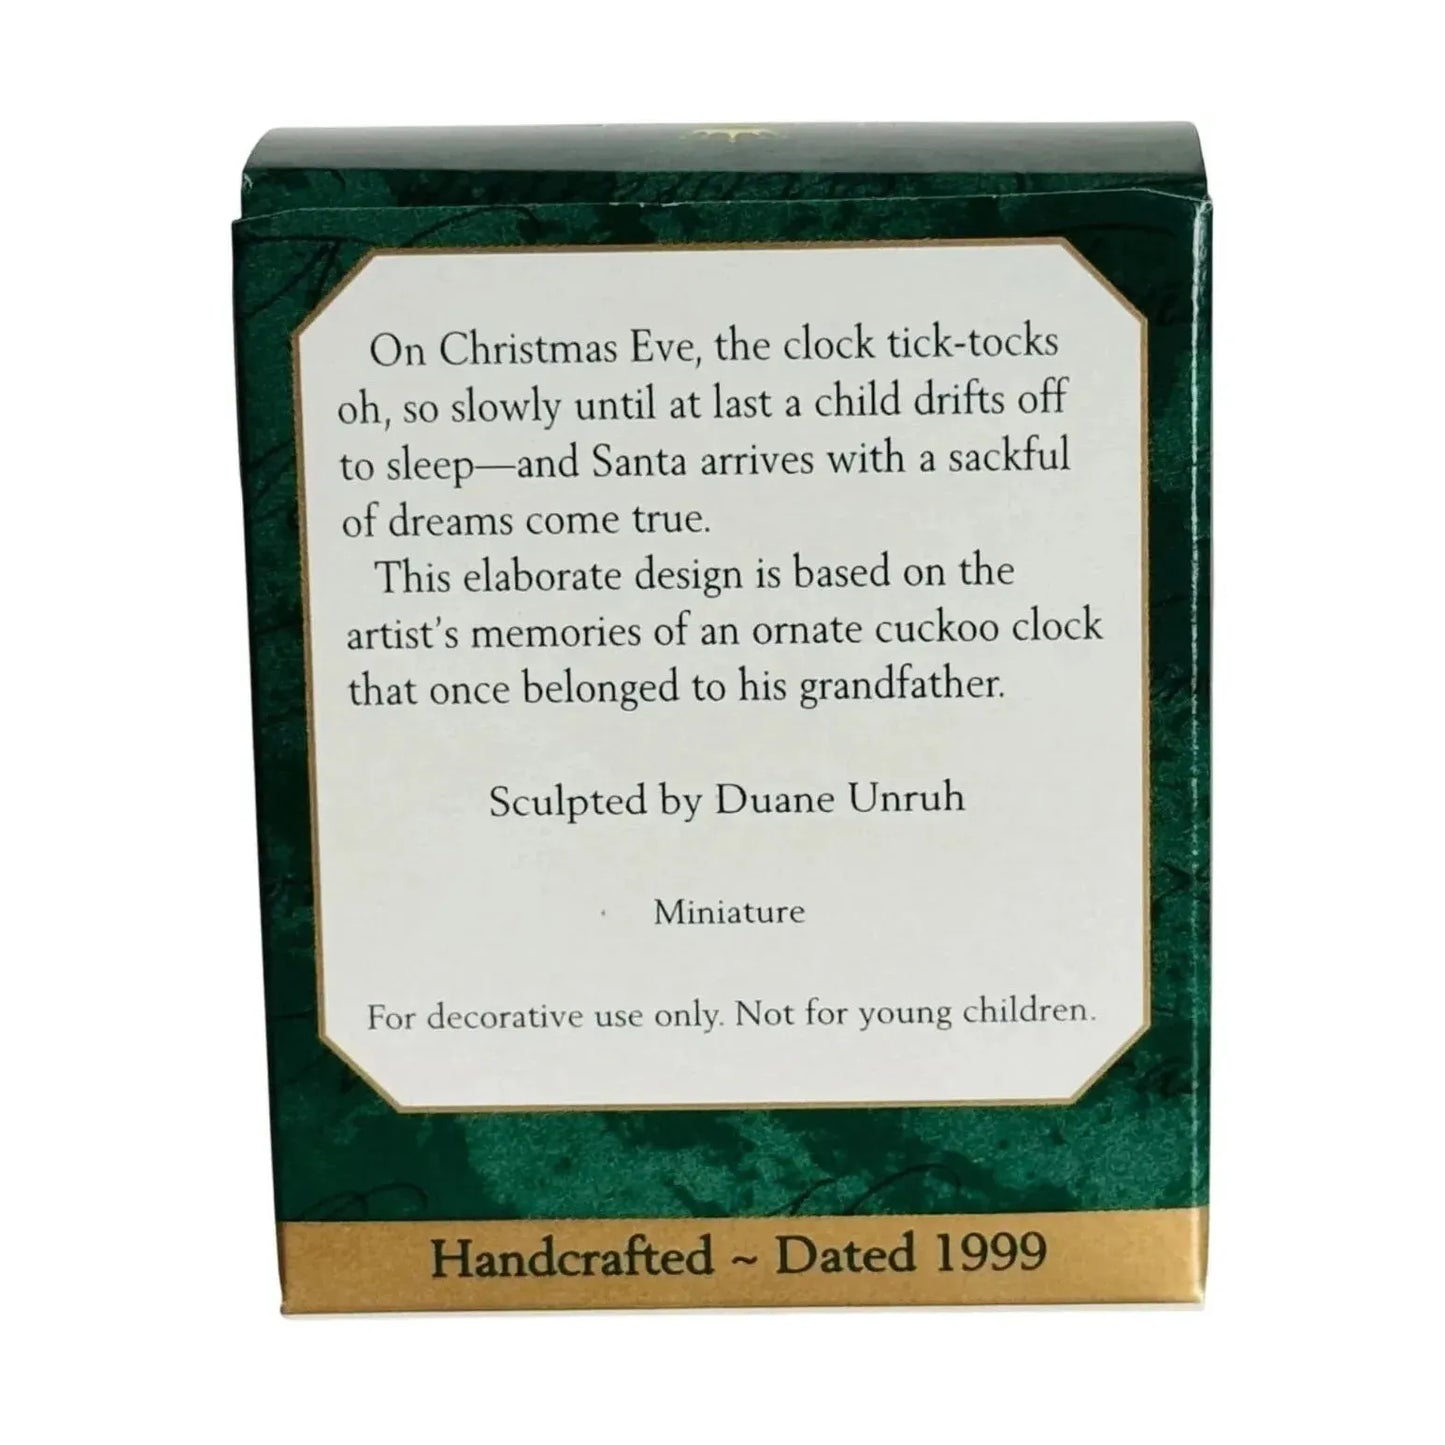 On Christmas Eve, the clock tick-tocks
oh, so slowly until at last a child drifts off
to sleep—and Santa arrives with a sackful
of dreams come true.
This elaborate design is based on the
artist's memories of an ornate cuckoo clock
that once belonged to his grandfather.
Sculpted by Duane Unruh
Miniature
For decorative use only. Not for young children.
Handcrafted ~ Dated 1999